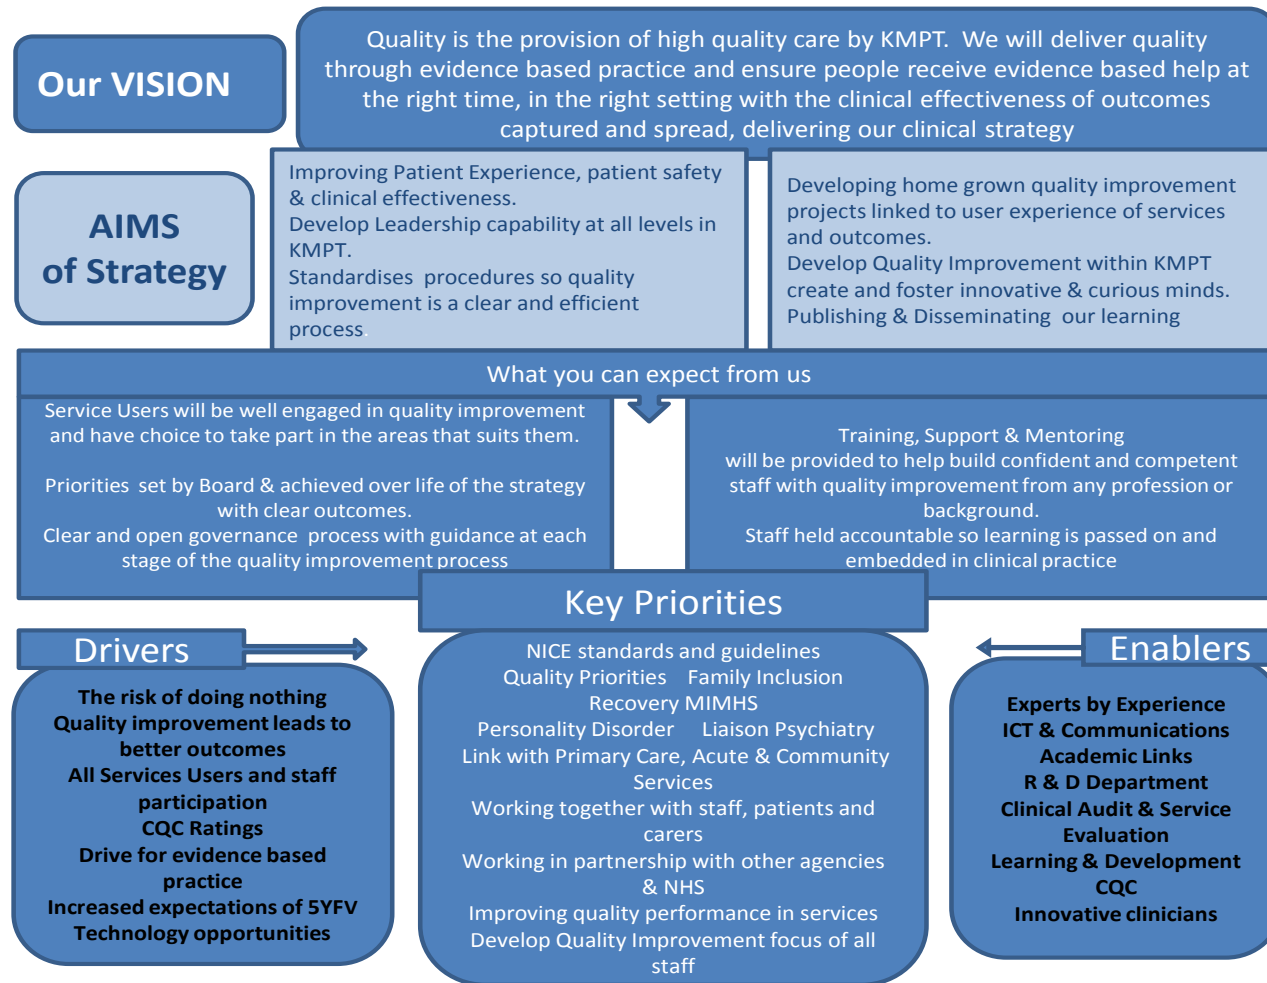 Our VISION
Quality is the provision of high quality care by KMPT. We will deliver quality
through evidence based practice and ensure people receive evidence based help at
the right time, in the right setting with the clinical effectiveness of outcomes
captured and spread, delivering our clinical strategy
AIMS
of Strategy
Improving Patient Experience, patient safety
& clinical effectiveness.
Develop Leadership capability at all levels in
KMPT.
Standardises procedures so quality
improvement is a clear and efficient
process.
Developing home grown quality improvement
projects linked to user experience of services
and outcomes.
Develop Quality Improvement within KMPT
create and foster innovative & curious minds.
Publishing & Disseminating our learning
What you can expect from us
Service Users will be well engaged in quality improvement
and have choice to take part in the areas that suits them.
Priorities set by Board & achieved over life of the strategy
with clear outcomes.
Clear and open governance process with guidance at each
stage of the quality improvement process
Training, Support & Mentoring
will be provided to help build confident and competent
staff with quality improvement from any profession or
background.
Staff held accountable so learning is passed on and
embedded in clinical practice
Key Priorities
NICE standards and guidelines
Quality Priorities Family Inclusion
Recovery MIMHS
Personality Disorder Liaison Psychiatry
Link with Primary Care, Acute & Community
Services
Working together with staff, patients and
carers
Working in partnership with other agencies
& NHS
Improving quality performance in services
Develop Quality Improvement focus of all
staff
Drivers
The risk of doing nothing
Quality improvement leads to
better outcomes
All Services Users and staff
participation
CQC Ratings
Drive for evidence based
practice
Increased expectations of 5YFV
Technology opportunities
Enablers
Experts by Experience
ICT & Communications
Academic Links
R & D Department
Clinical Audit & Service
Evaluation
Learning & Development
CQC
Innovative clinicians